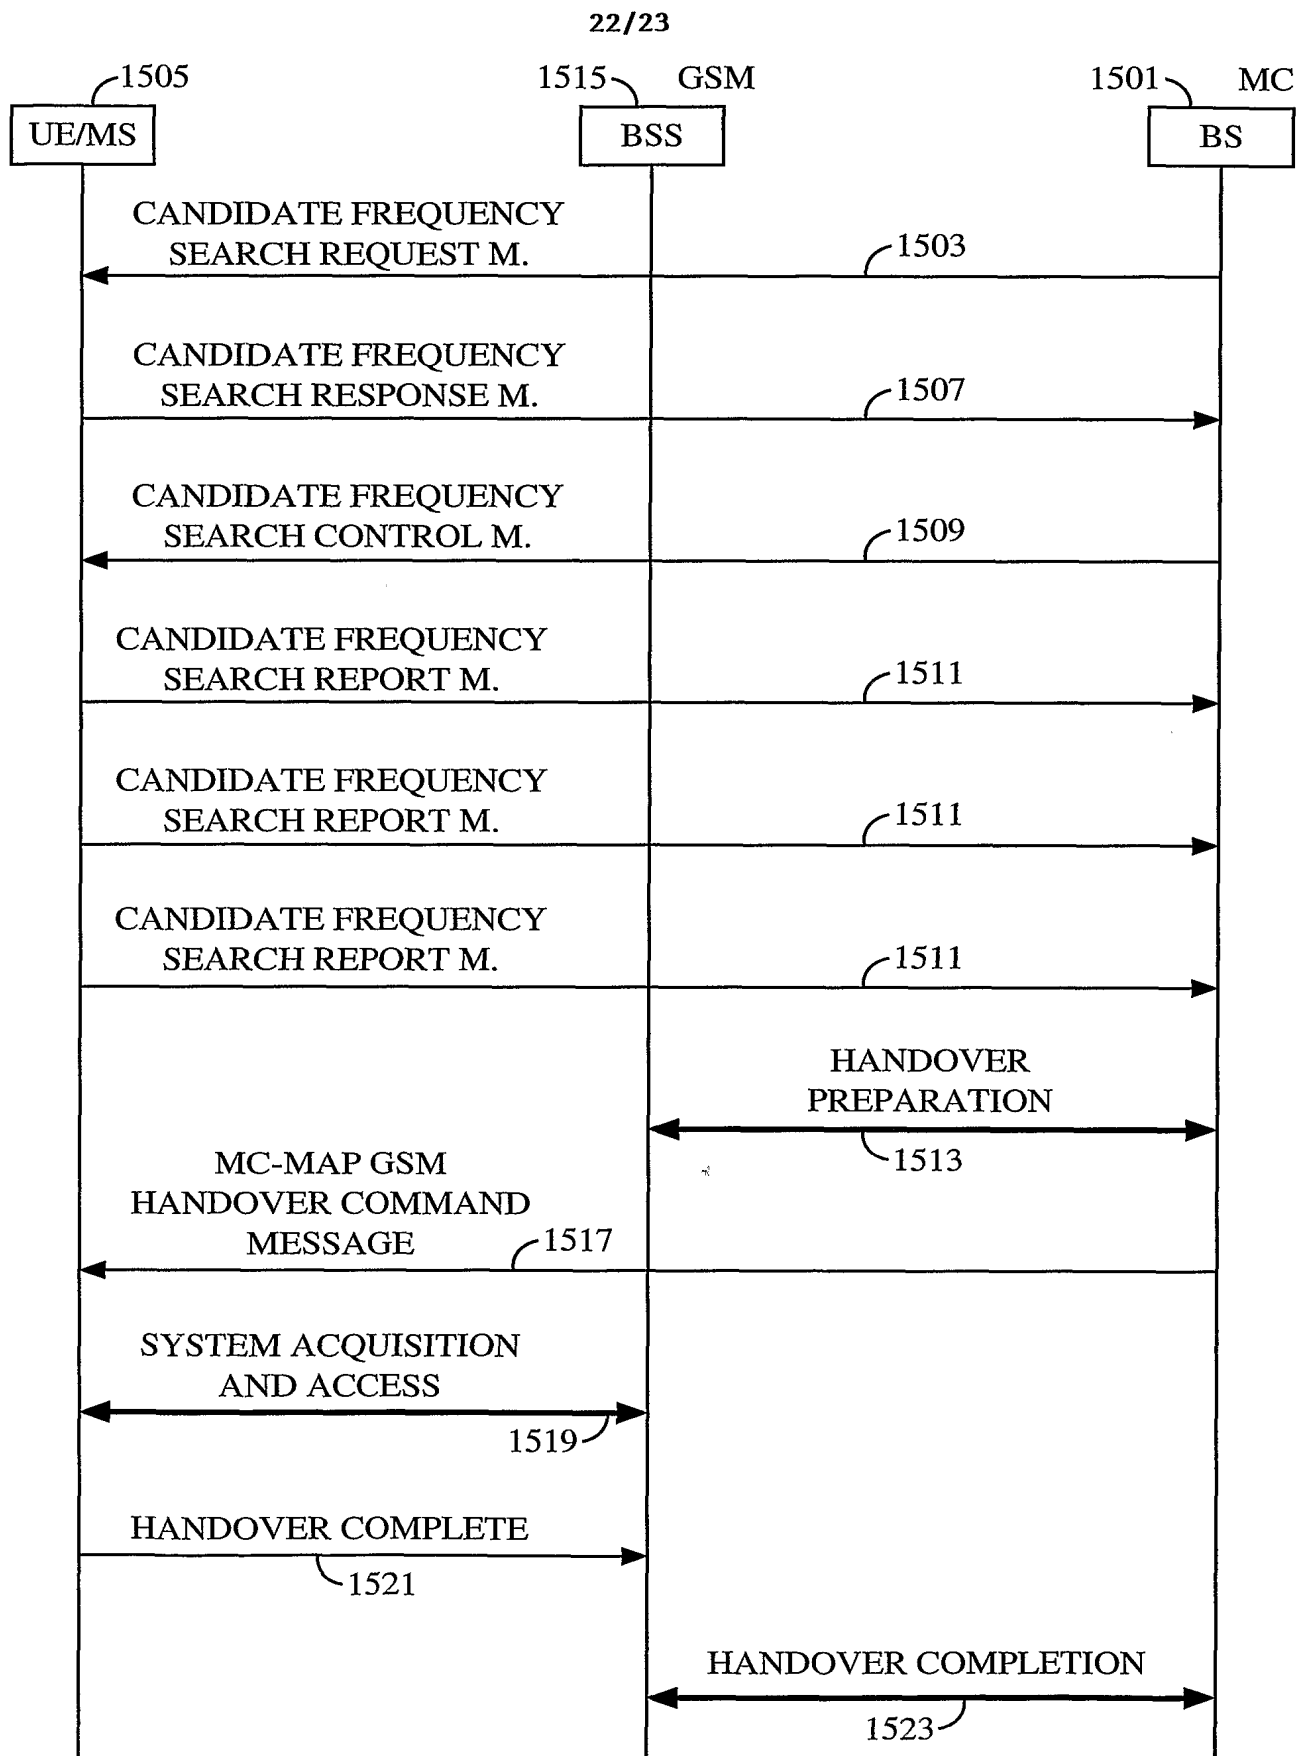 22/23
1505
1515
GSM
1501
MC
UE/MS
BSS
BS
CANDIDATE FREQUENCY
SEARCH REQUEST M.
1503
CANDIDATE FREQUENCY
SEARCH RESPONSE M.
1507
CANDIDATE FREQUENCY
SEARCH CONTROL M.
1509
CANDIDATE FREQUENCY
SEARCH REPORT M.
1511
CANDIDATE FREQUENCY
SEARCH REPORT M.
1511
CANDIDATE FREQUENCY
SEARCH REPORT M.
1511
HANDOVER
PREPARATION
1513
MC-MAP GSM
HANDOVER COMMAND
MESSAGE
1517
SYSTEM ACQUISITION
AND ACCESS
1519
HANDOVER COMPLETE
1521
HANDOVER COMPLETION
1523